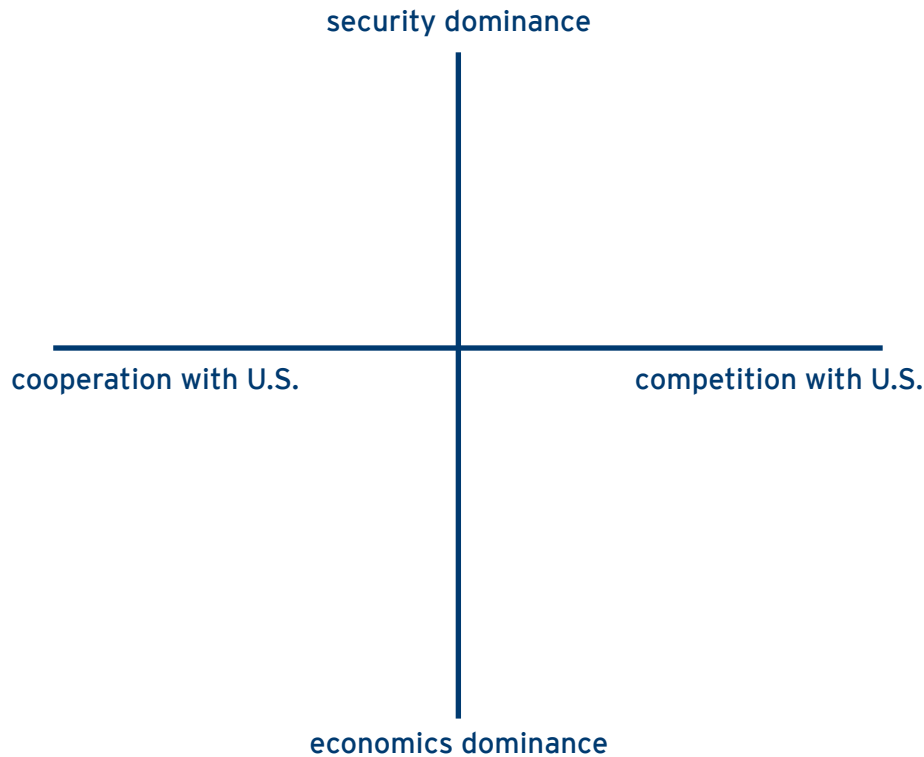 security dominance
cooperation with U.S.
competition with U.S.
economics dominance